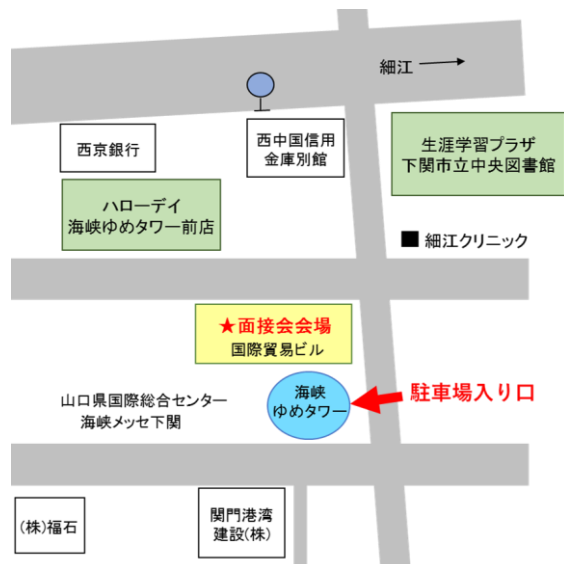 細江
西京銀行
西中国信用
金庫別館
生涯学習プラザ
下関市立中央図書館
ハローデイ
海峡ゆめタワー前店
細江クリニック
★面接会会場
国際貿易ビル
山口県国際総合センター
海峡メッセ下関
海峡
ゆめタワー
駐車場入り口
(株)福石
関門港湾
建設(株)